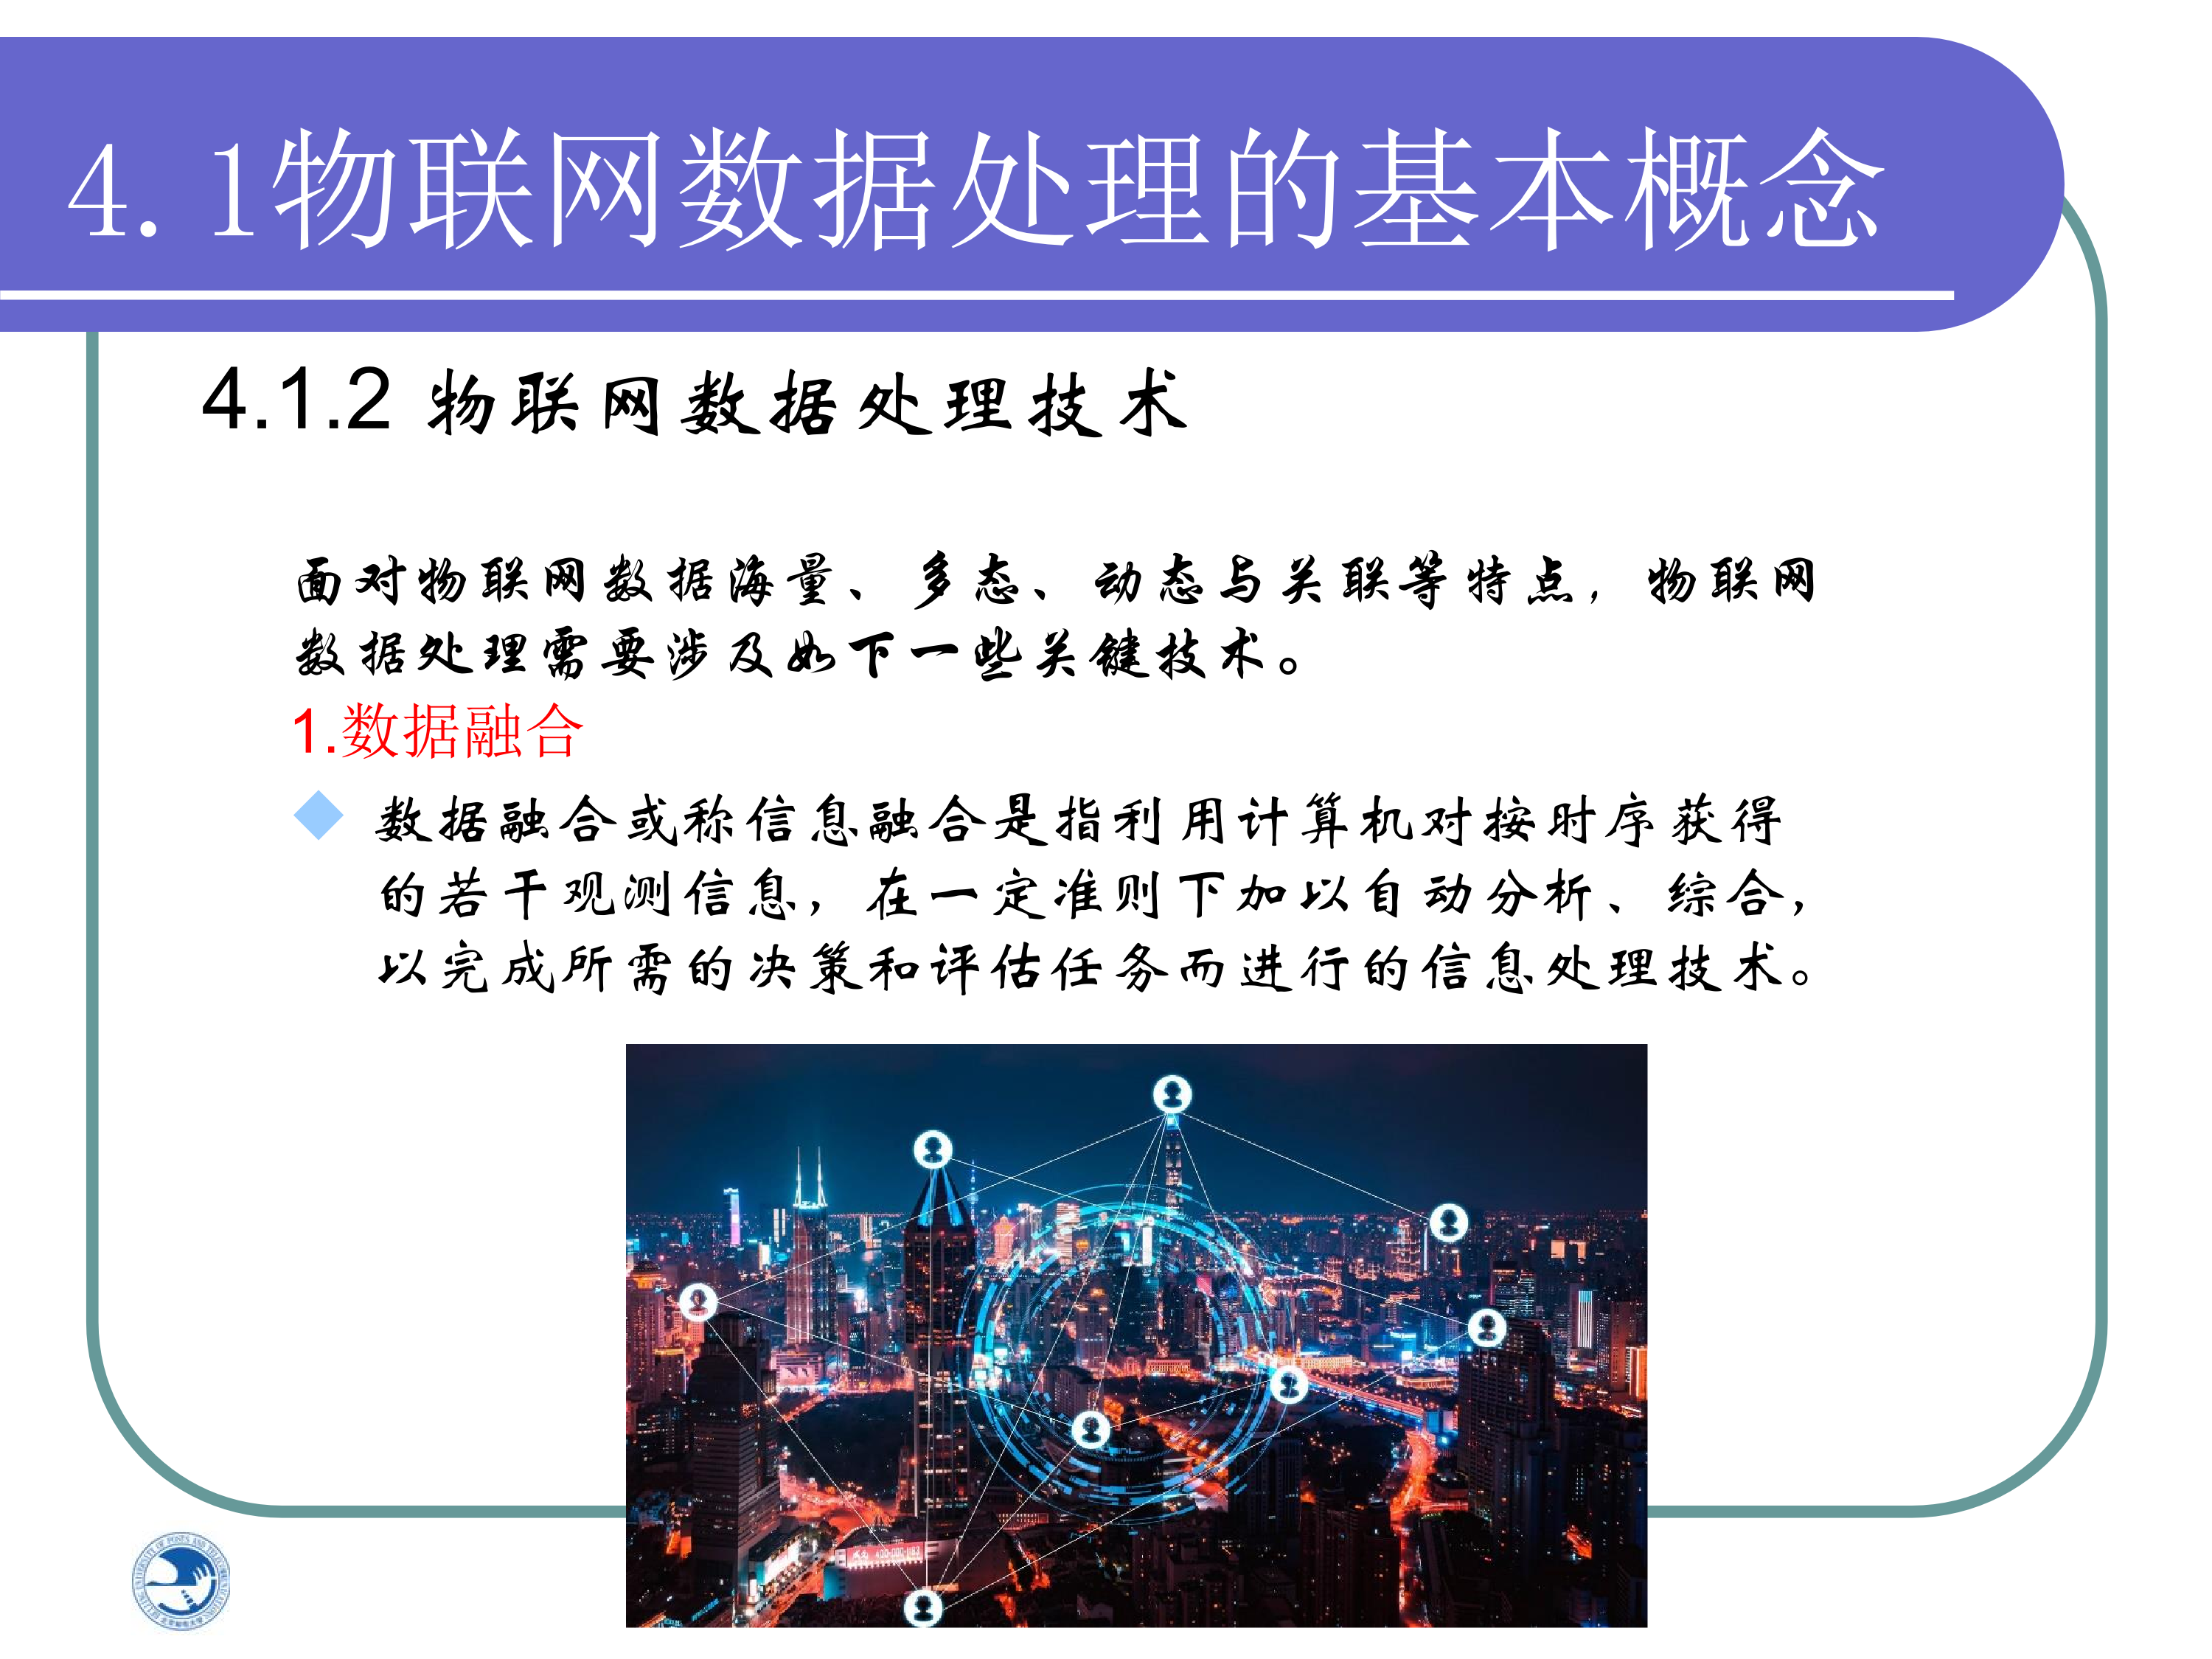 4.1物联网数据处理的基本概念
4.1.2 物联网数据处理技术
面对物联网数据海量、多态、动态与关联等特点，物联网
数据处理需要涉及如下一些关键技术。
1.数据融合
数据融合或称信息融合是指利用计算机对按时序获得
的若干观测信息，在一定准则下加以自动分析、综合，
以完成所需的决策和评估任务而进行的信息处理技术。